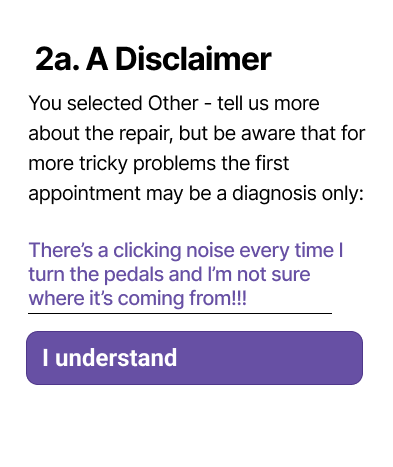 2a. A Disclaimer
You selected Other - tell us more
about the repair, but be aware that for
more tricky problems the first
appointment may be a diagnosis only:
There’s a clicking noise every time I
turn the pedals and I’m not sure
where it’s coming from!!!
I understand